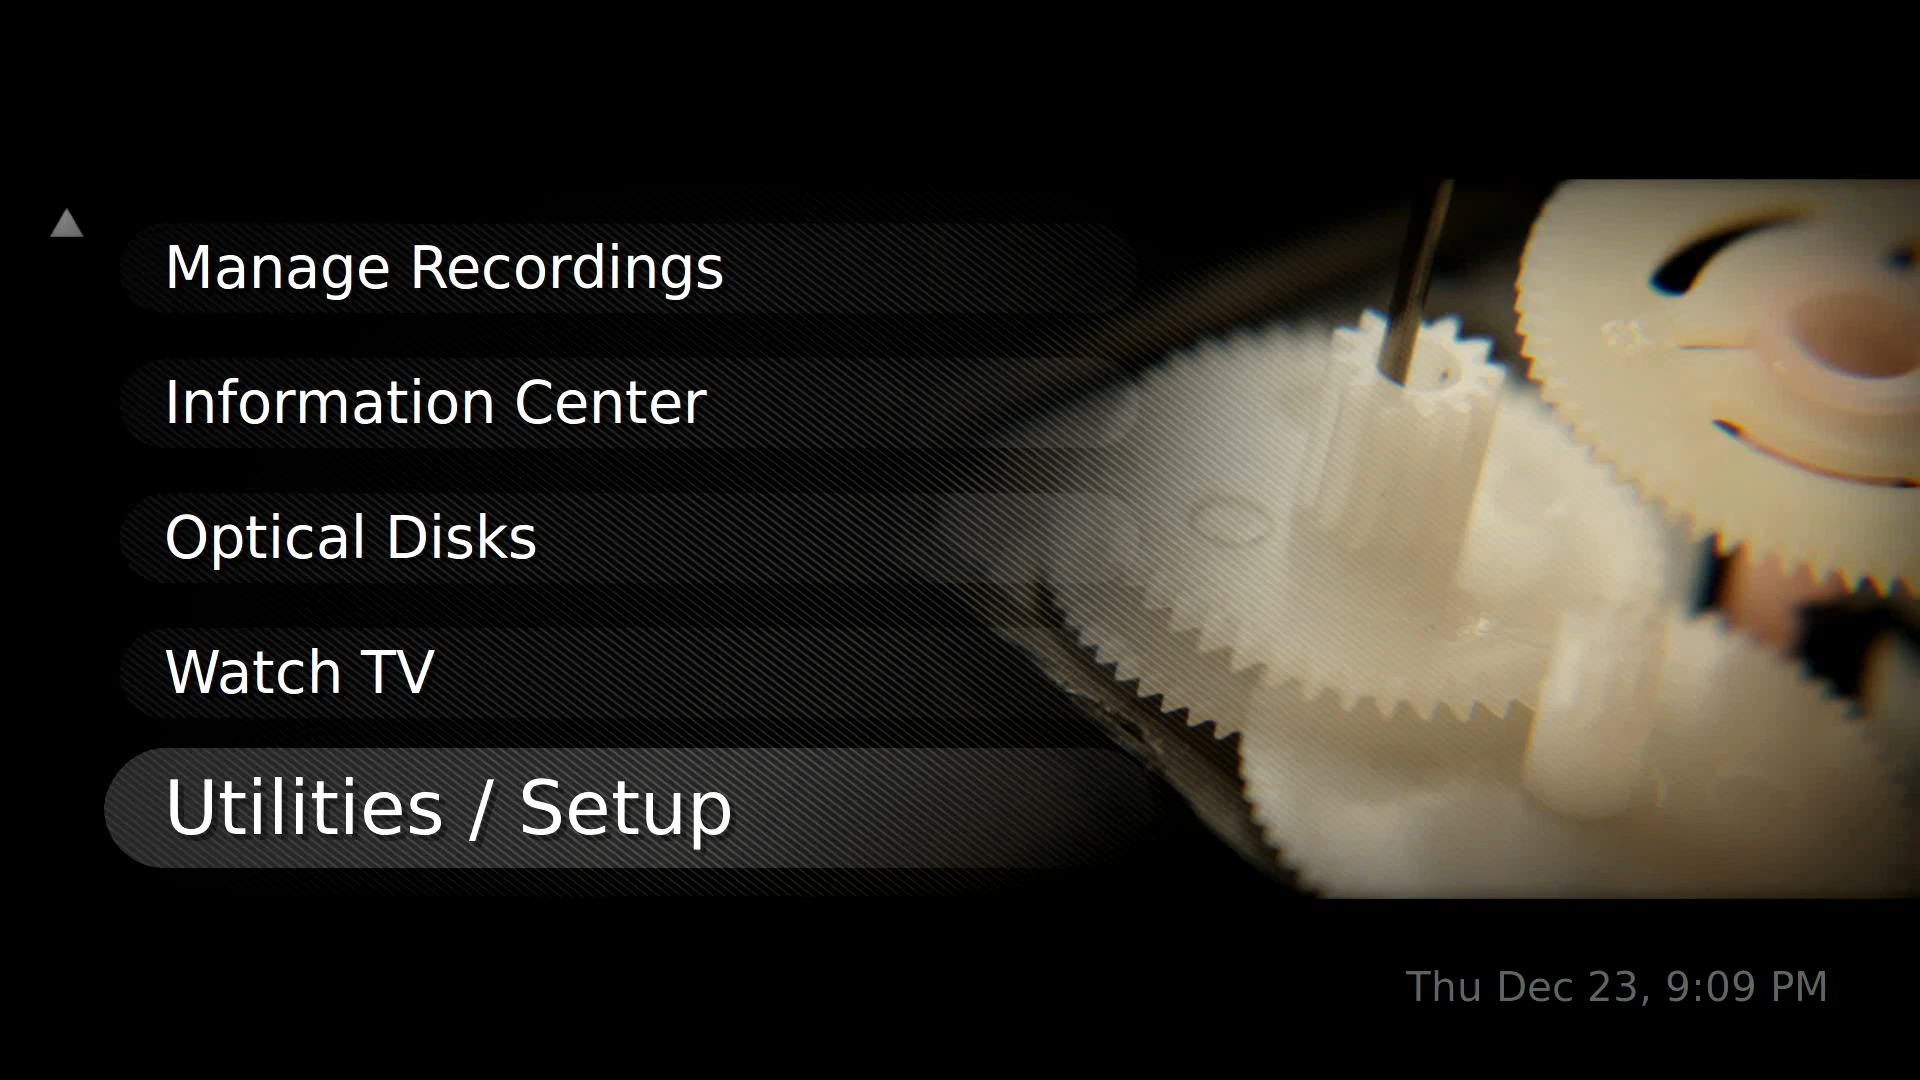 Manage Recordings
Information Center
Optical Disks
Watch TV
Utilities / Setup
Thu Dec 23, 9:09 PM